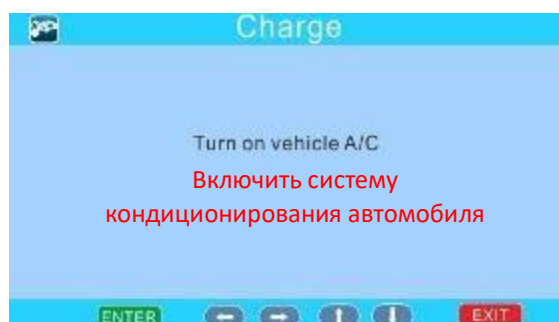 Charge
Turn on vehicle A/C
Включить систему
кондиционирования автомобиля
ENTER EXIT